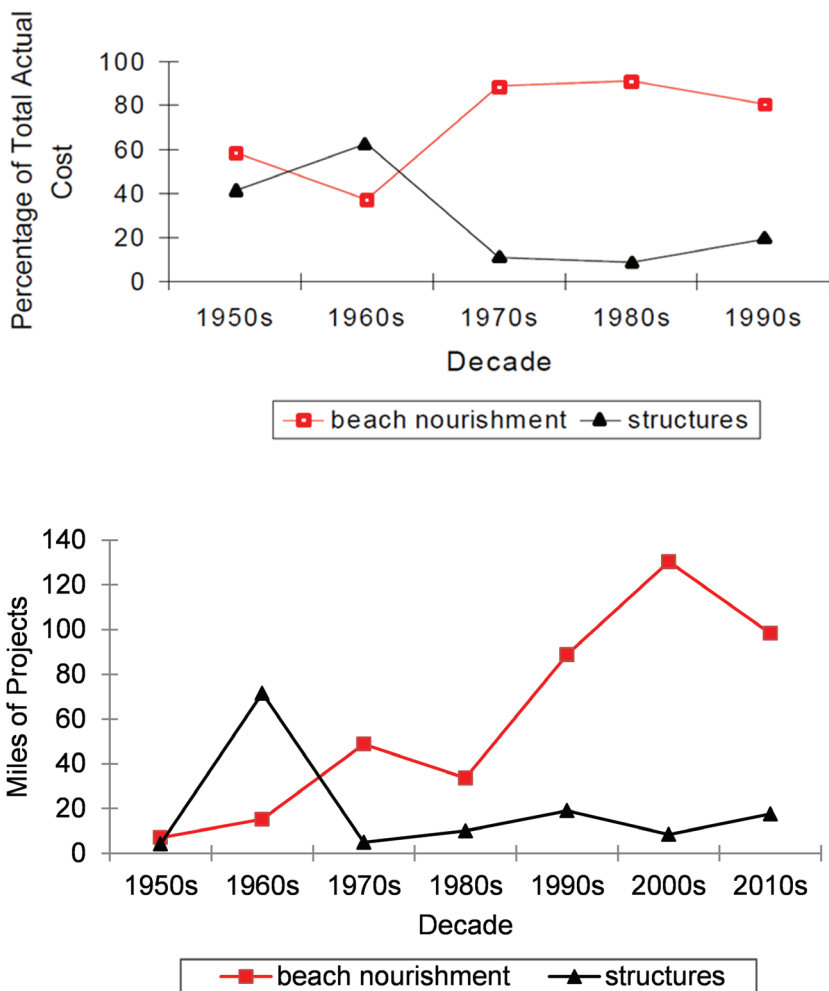 Percentage of Total Actual
Cost
100
80
60
40
20
0
1950s 1960s 1970s 1980s 1990s
Decade
beach nourishment structures
Miles of Projects
140
120
100
80
60
40
20
0
1950s 1960s 1970s 1980s 1990s 2000s 2010s
Decade
beach nourishment structures